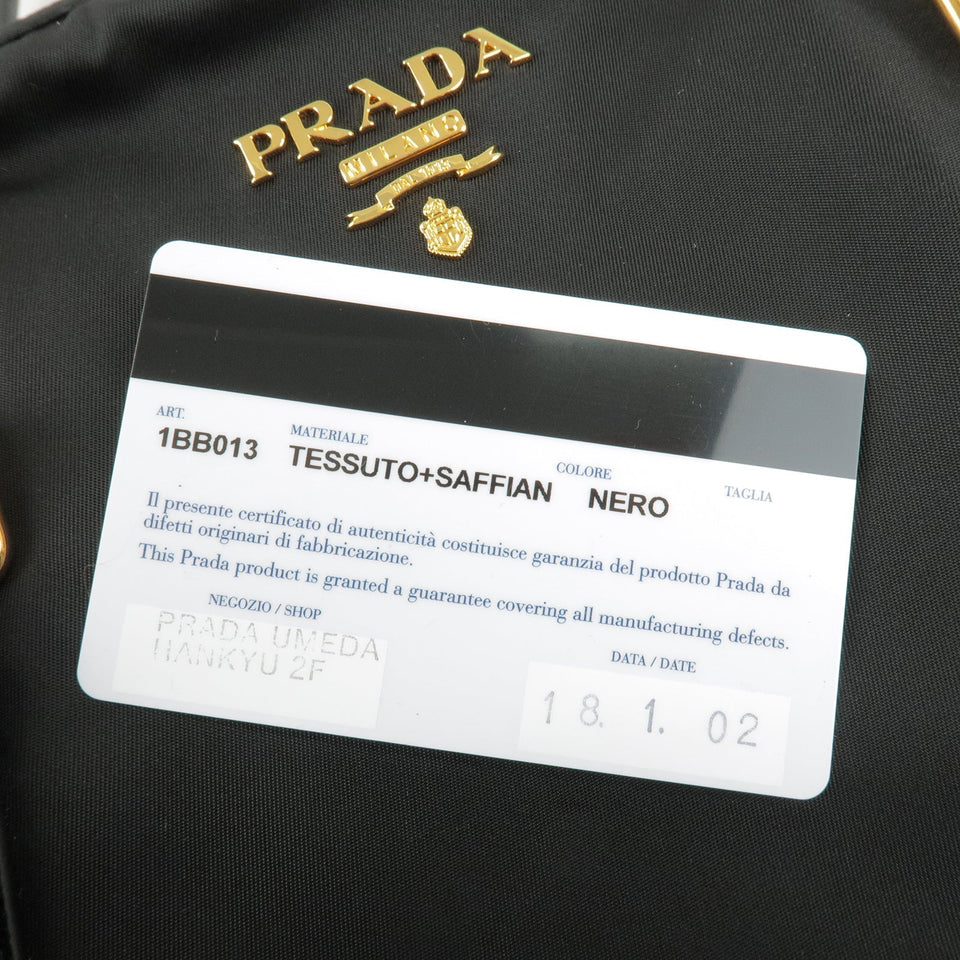 PRADA
MILANO
DAL 1913
ART.
1BB013
MATERIALE
TESSUTO+SAFFIAN
COLORE
NERO
TAGLIA
Il presente certificato di autenticità costituisce garanzia del prodotto Prada da
difetti originari di fabbricazione.
This Prada product is granted a guarantee covering all manufacturing defects.
NEGOZIO / SHOP
PRADA UMEDA
HANKYU 2F
DATA / DATE
18. 1. 02